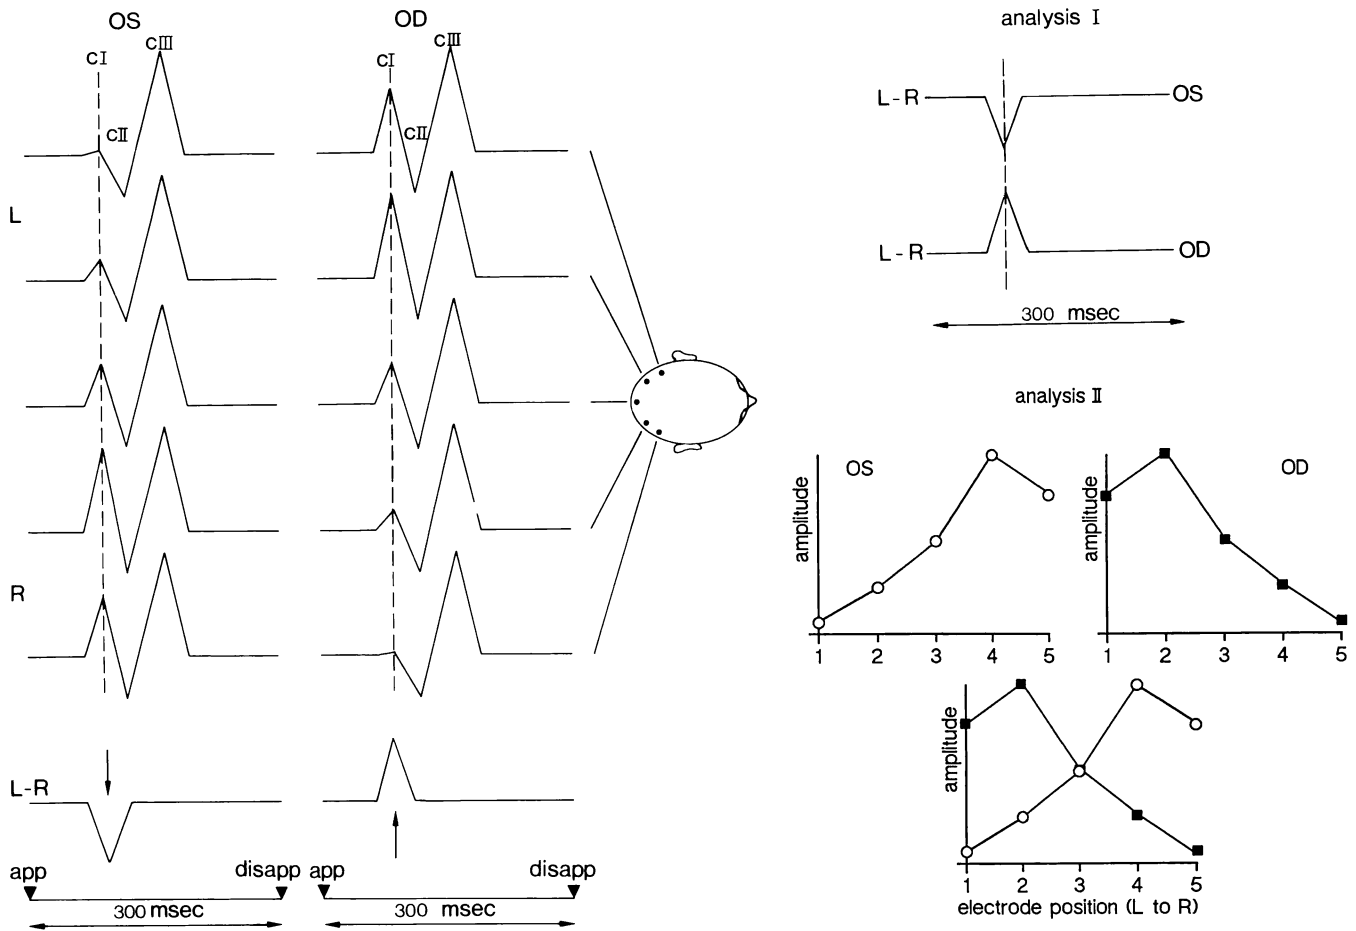 OS
cI
cII
cIII
OD
cI
cII
cIII
L
R
L-R
app
disapp
app
disapp
300 msec
300 msec
analysis I
L-R
OS
L-R
OD
300 msec
analysis II
OS
amplitude
1 2 3 4 5
OD
amplitude
1 2 3 4 5
amplitude
1 2 3 4 5
electrode position (L to R)